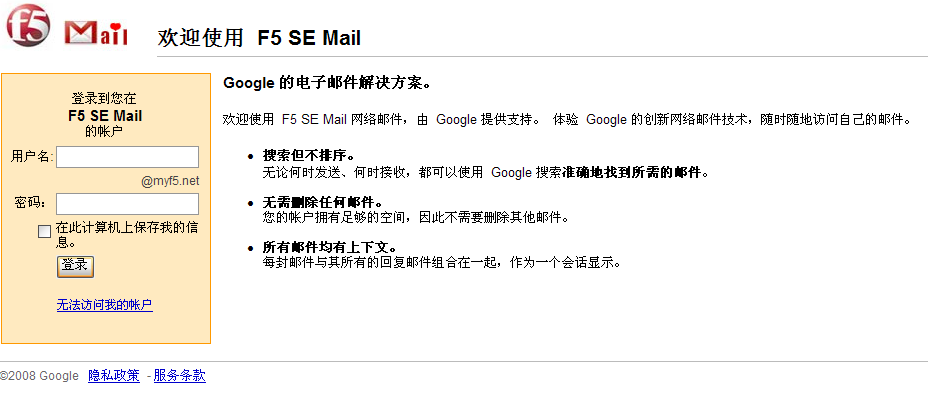 f5 Mail
欢迎使用 F5 SE Mail
登录到您在
F5 SE Mail
的帐户
用户名:
@myf5.net
密码：
在此计算机上保存我的信
息。
登录
无法访问我的帐户
Google 的电子邮件解决方案。
欢迎使用 F5 SE Mail 网络邮件，由 Google 提供支持。 体验 Google 的创新网络邮件技术，随时随地访问自己的邮件。
搜索但不排序。
无论何时发送、何时接收，都可以使用 Google 搜索准确地找到所需的邮件。
无需删除任何邮件。
您的帐户拥有足够的空间，因此不需要删除其他邮件。
所有邮件均有上下文。
每封邮件与其所有的回复邮件组合在一起，作为一个会话显示。
©2008 Google 隐私政策 - 服务条款